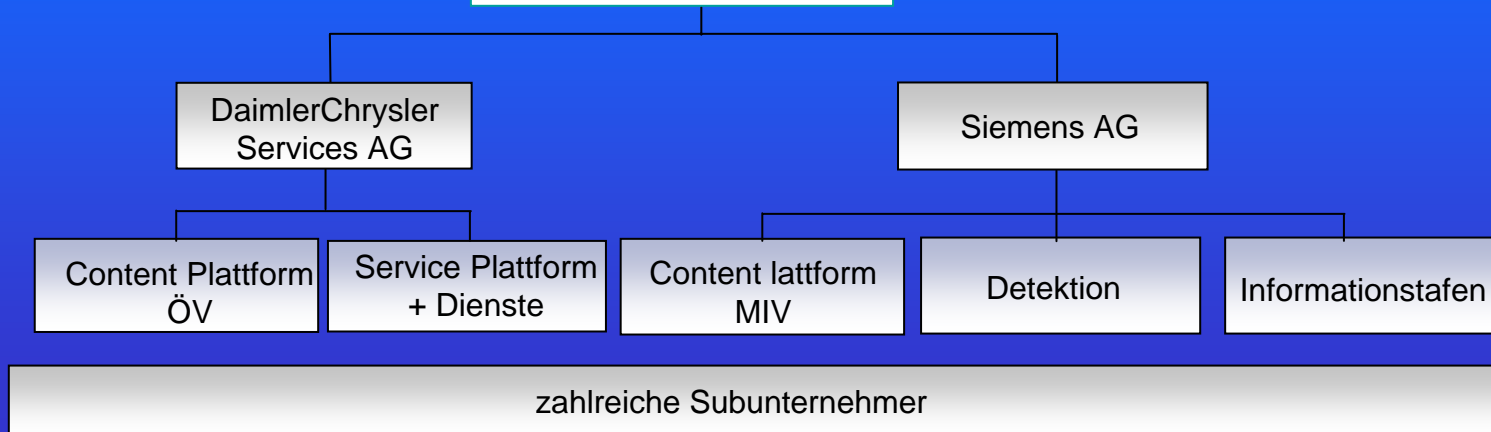 DaimlerChrysler
Services AG
Siemens AG
Content Plattform
ÖV
Service Plattform
+ Dienste
Content lattform
MIV
Detektion
Informationstafen
zahlreiche Subunternehmer